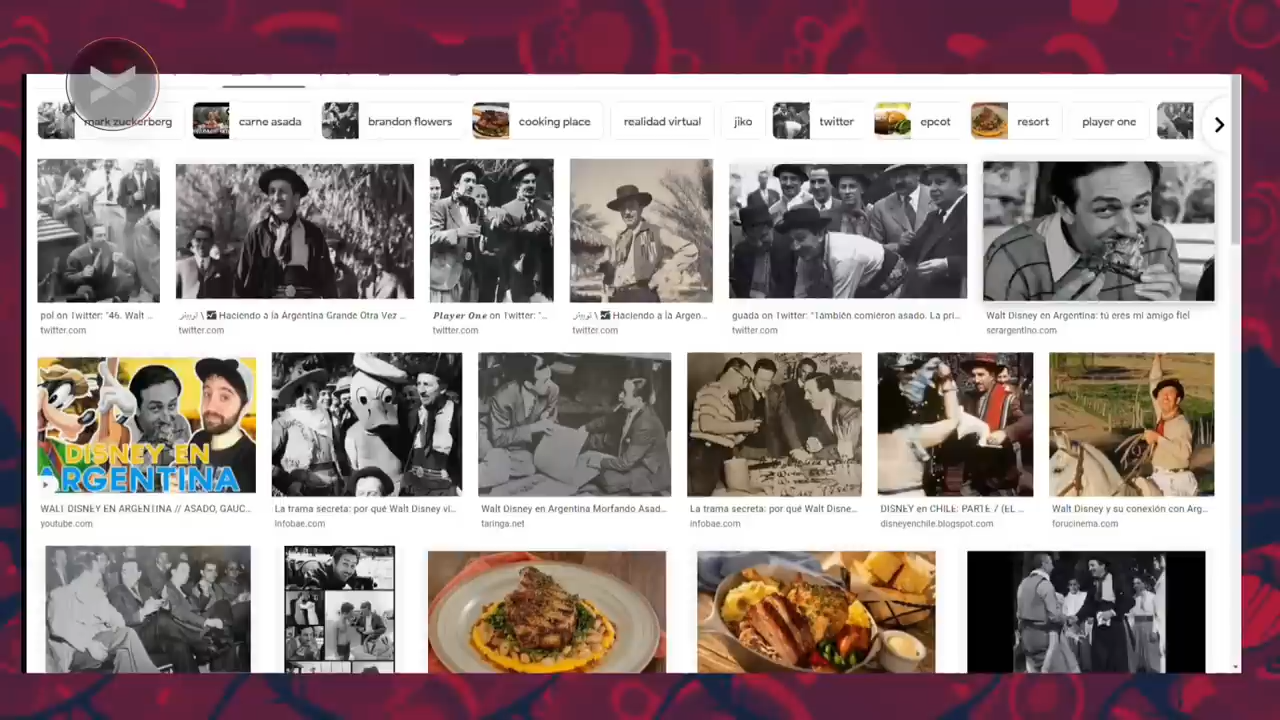 mark zuckerberg
carne asada
brandon flowers
cooking place
realidad virtual
jiko
twitter
epcot
resort
player one
pol on Twitter: "46. Walt ...
twitter.com
Haciendo a la Argentina Grande Otra Vez ...
twitter.com
Player One on Twitter: "...
twitter.com
Haciendo a la Argen...
twitter.com
guada on Twitter: "También comieron asado. La pri...
twitter.com
Walt Disney en Argentina: tú eres mi amigo fiel
serargentino.com
DISNEY EN
ARGENTINA
WALT DISNEY EN ARGENTINA // ASADO, GAUC...
youtube.com
La trama secreta: por qué Walt Disney vi...
infobae.com
Walt Disney en Argentina Morfando Asad...
taringa.net
La trama secreta: por qué Walt Disne...
infobae.com
DISNEY en CHILE: PARTE 7 (EL ...
disneyenchile.blogspot.com
Walt Disney y su conexión con Arg...
forucinema.com